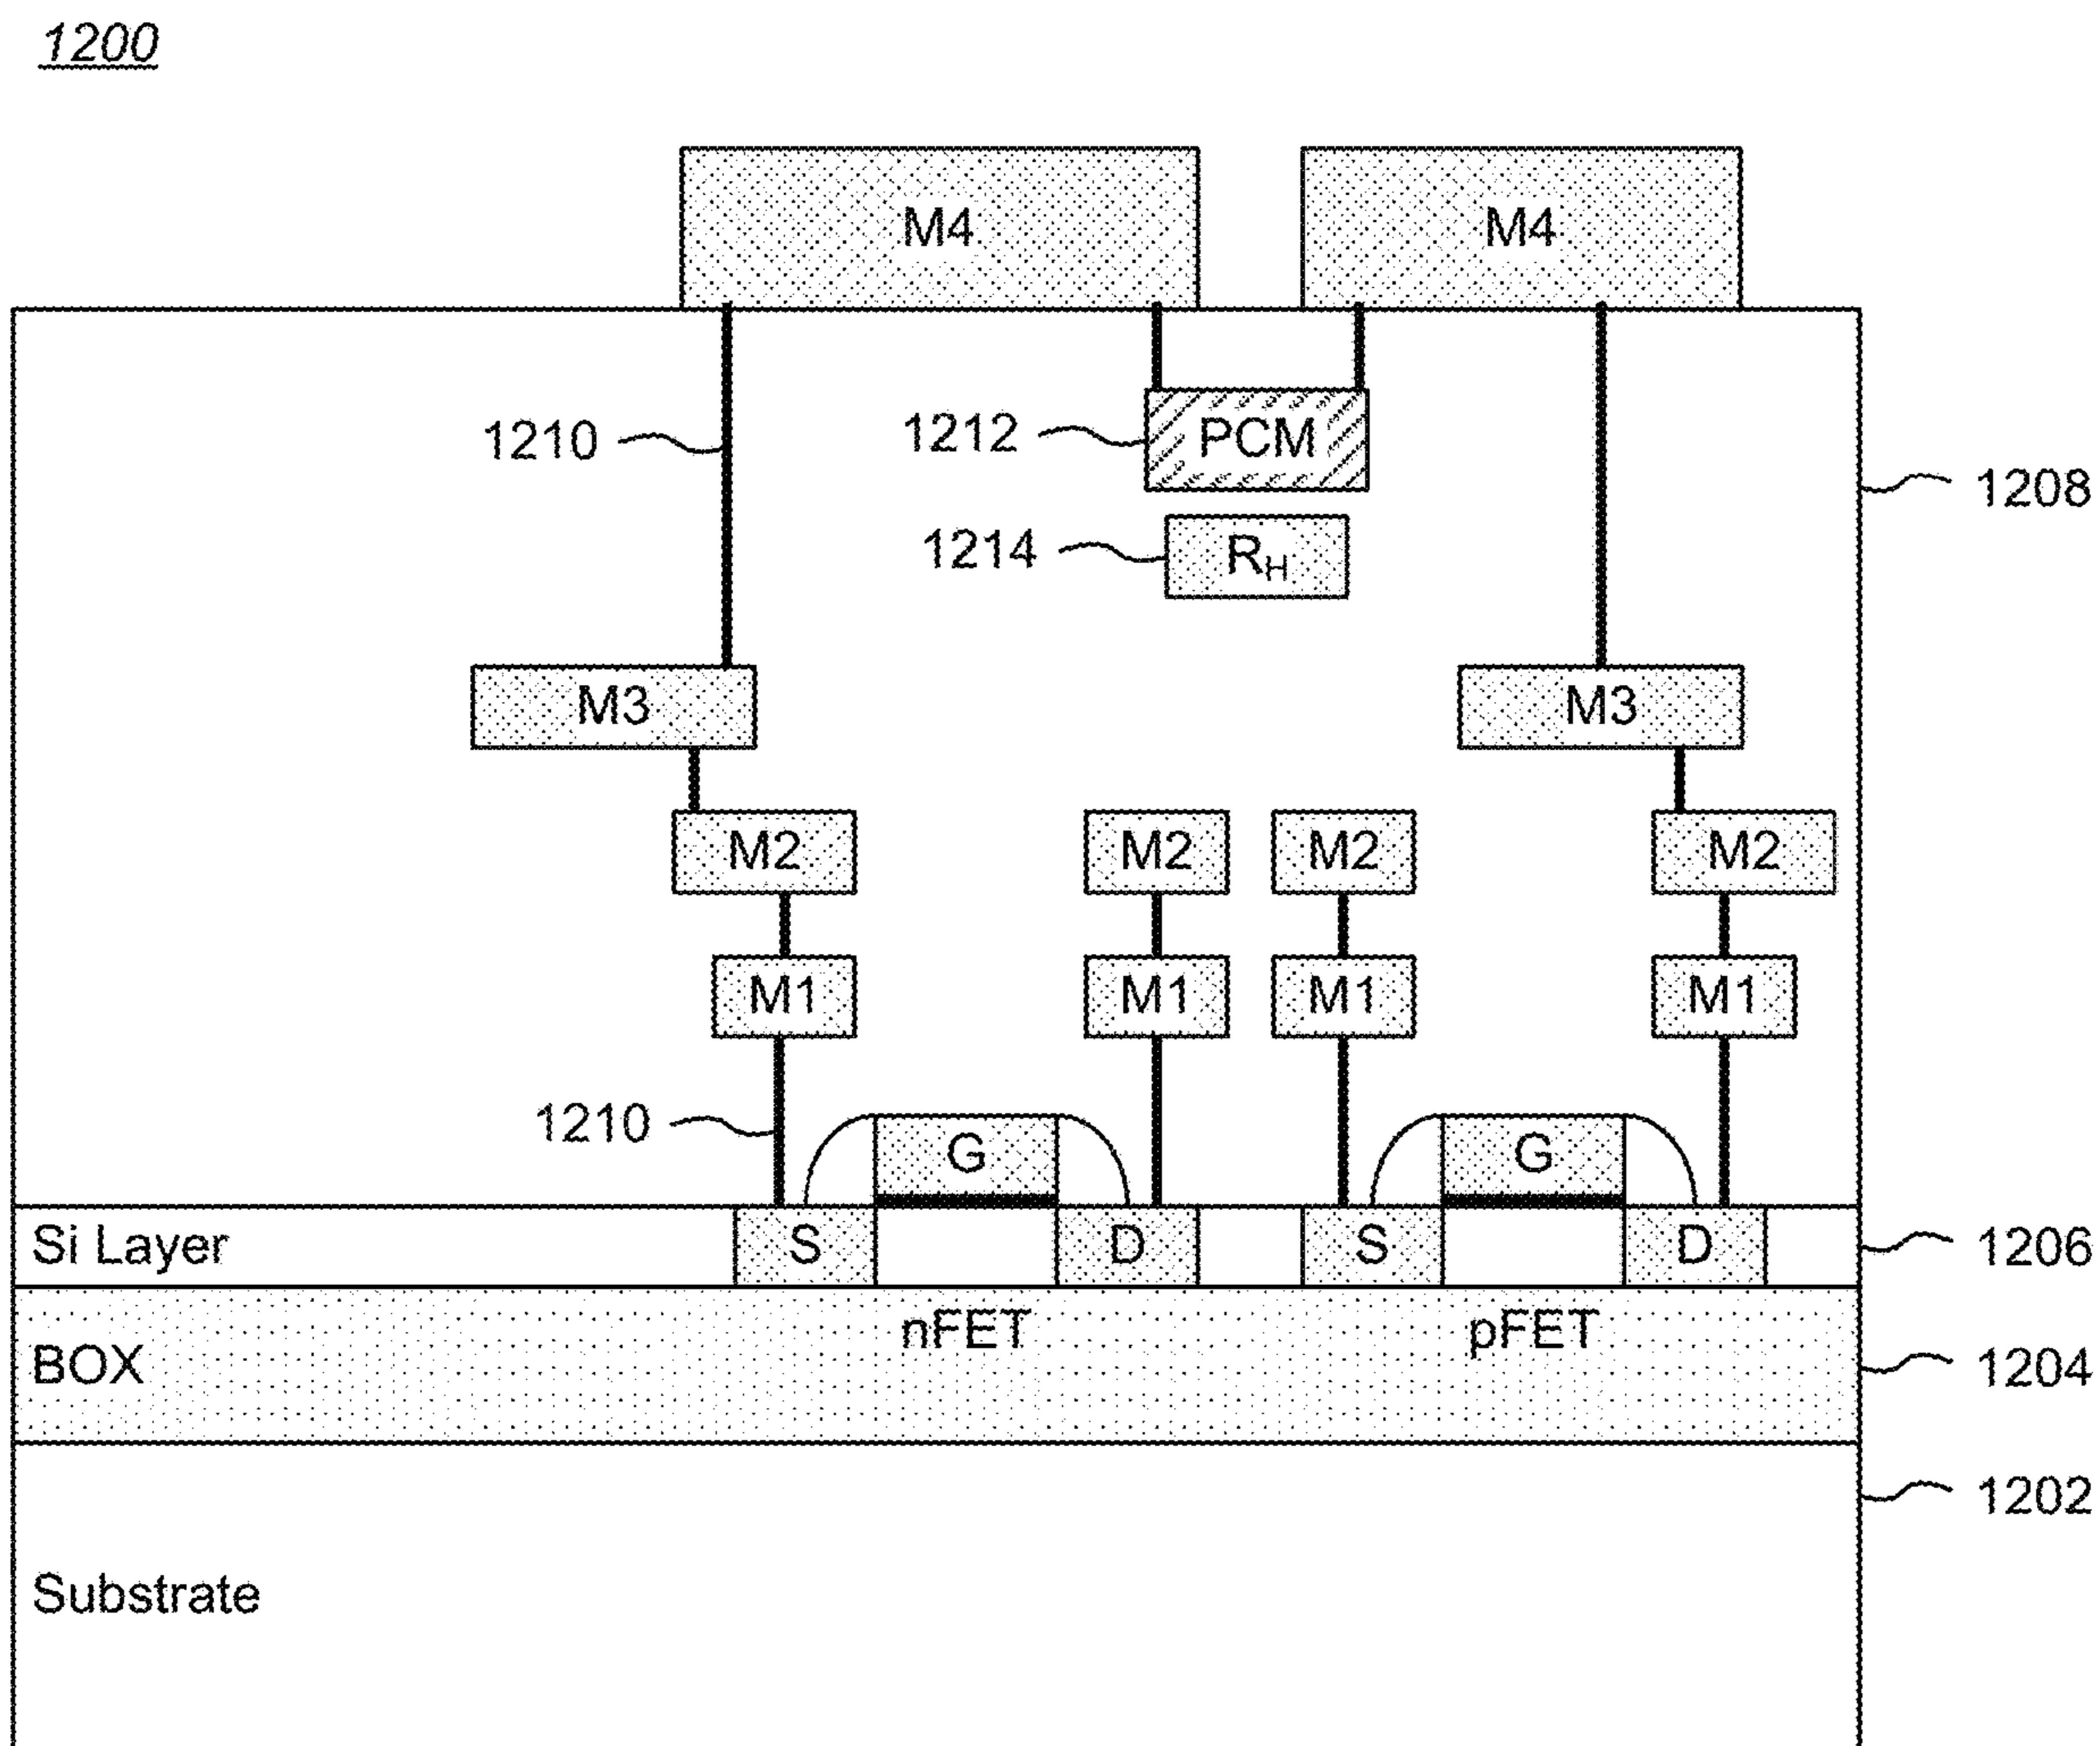 1200
M4 M4
1210 1212 PCM
1208
1214 R_H
M3 M3
M2 M2 M2 M2
M1 M1 M1 M1
1210 G G
Si Layer S D S D 1206
nFET pFET
BOX 1204
1202
Substrate